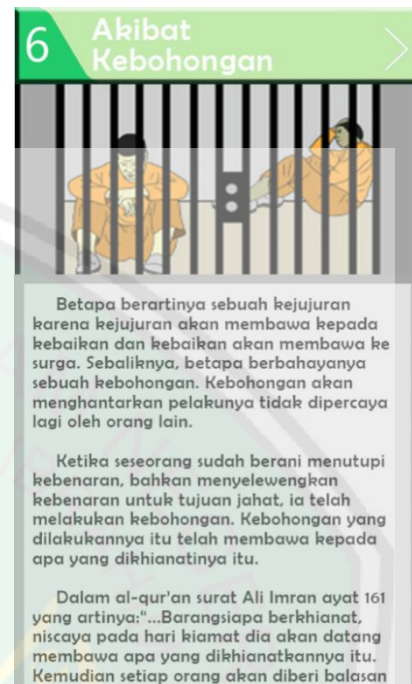 6
Akibat
Kebohongan
Betapa berartinya sebuah kejujuran
karena kejujuran akan membawa kepada
kebaikan dan kebaikan akan membawa ke
surga. Sebaliknya, betapa berbahayanya
sebuah kebohongan. Kebohongan akan
menghantarkan pelakunya tidak dipercaya
lagi oleh orang lain.
Ketika seseorang sudah berani menutupi
kebenaran, bahkan menyelewengkan
kebenaran untuk tujuan jahat, ia telah
melakukan kebohongan. Kebohongan yang
dilakukannya itu telah membawa kepada
apa yang dikhianatinya itu.
Dalam al-qur'an surat Ali Imran ayat 161
yang artinya:"...Barangsiapa berkhianat,
niscaya pada hari kiamat dia akan datang
membawa apa yang dikhianatkannya itu.
Kemudian setiap orang akan diberi balasan